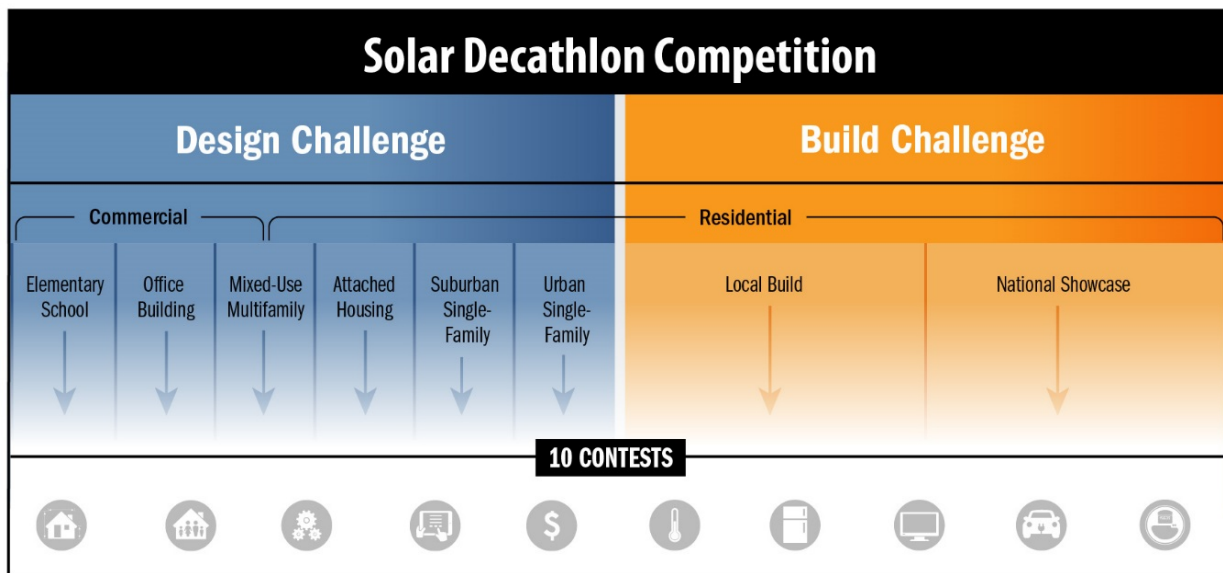 Solar Decathlon Competition
Design Challenge
Build Challenge
Commercial
Residential
Elementary
School
Office
Building
Mixed-Use
Multifamily
Attached
Housing
Suburban
Single-
Family
Urban
Single-
Family
Local Build
National Showcase
10 CONTESTS
$